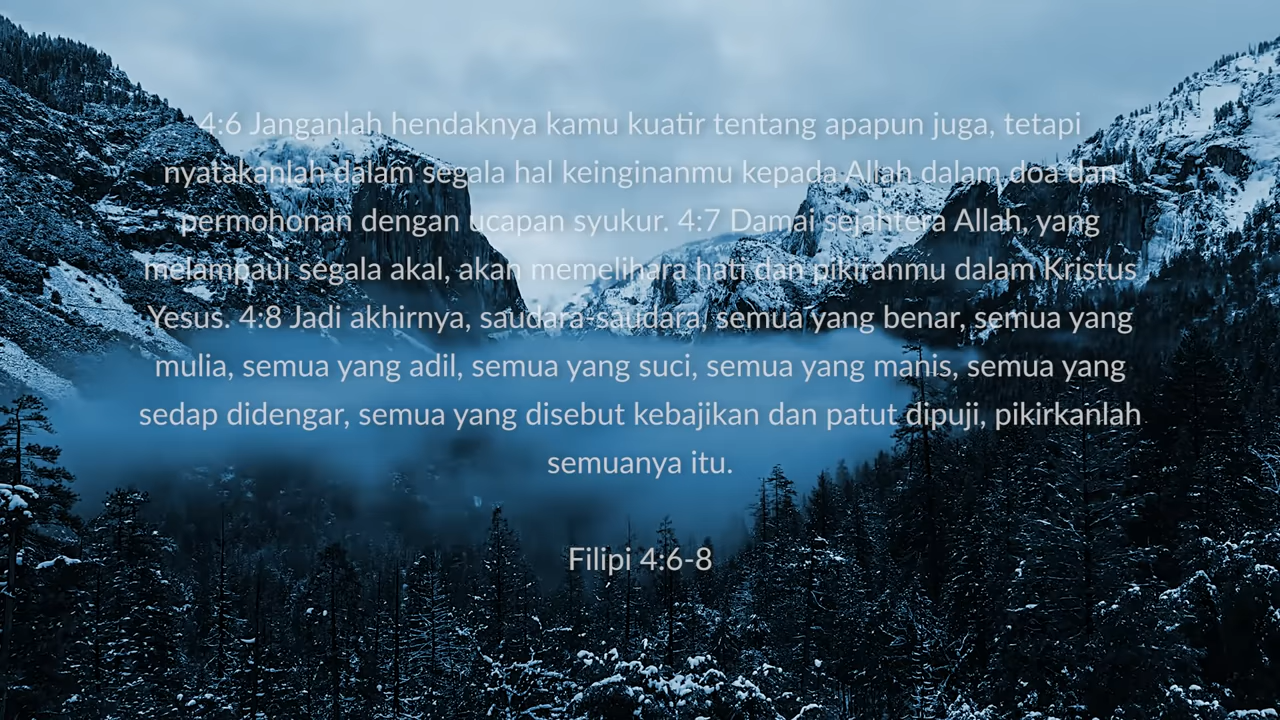 4:6 Janganlah hendaknya kamu kuatir tentang apapun juga, tetapi
nyatakanlah dalam segala hal keinginanmu kepada Allah dalam doa dan
permohonan dengan ucapan syukur. 4:7 Damai sejahtera Allah, yang
melampaui segala akal, akan memelihara hati dan pikiranmu dalam Kristus
Yesus. 4:8 Jadi akhirnya, saudara-saudara, semua yang benar, semua yang
mulia, semua yang adil, semua yang suci, semua yang manis, semua yang
sedap didengar, semua yang disebut kebajikan dan patut dipuji, pikirkanlah
semuanya itu.
Filipi 4:6-8